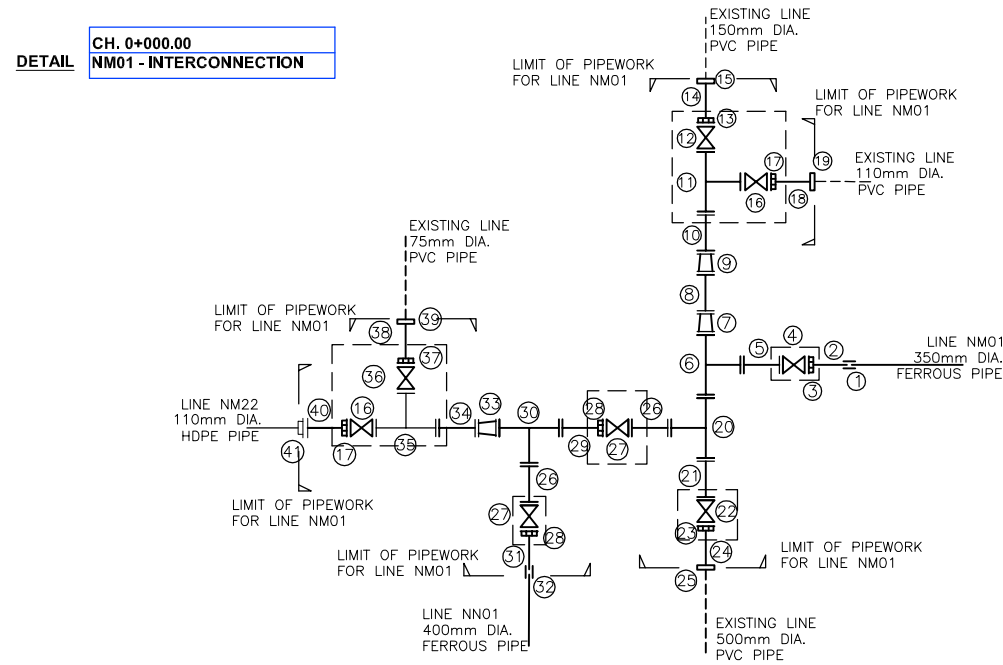 DETAIL
CH. 0+000.00
NM01 - INTERCONNECTION
EXISTING LINE
150mm DIA.
PVC PIPE
LIMIT OF PIPEWORK
FOR LINE NM01
15
14
13
12
LIMIT OF PIPEWORK
FOR LINE NM01
17
19
EXISTING LINE
110mm DIA.
PVC PIPE
11
16
18
10
9
8
7
EXISTING LINE
75mm DIA.
PVC PIPE
LIMIT OF PIPEWORK
FOR LINE NM01
38
39
37
36
6
5
4
2
3
1
LINE NM01
350mm DIA.
FERROUS PIPE
LINE NM22
110mm DIA.
HDPE PIPE
40
16
34
33
30
28
26
41
17
35
29
27
20
LIMIT OF PIPEWORK
FOR LINE NM01
26
27
28
21
22
23
24
LIMIT OF PIPEWORK
FOR LINE NM01
31
32
LIMIT OF PIPEWORK
FOR LINE NM01
25
LINE NN01
400mm DIA.
FERROUS PIPE
EXISTING LINE
500mm DIA.
PVC PIPE